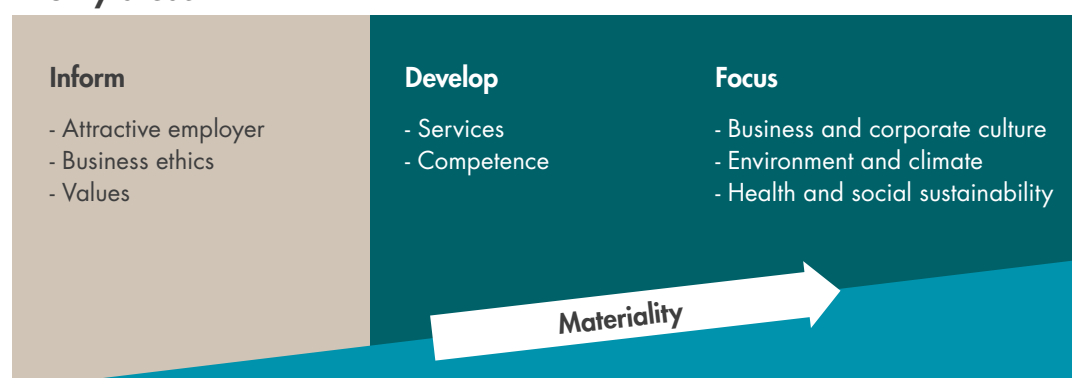 Inform
- Attractive employer
- Business ethics
- Values
Develop
- Services
- Competence
Focus
- Business and corporate culture
- Environment and climate
- Health and social sustainability
Materiality